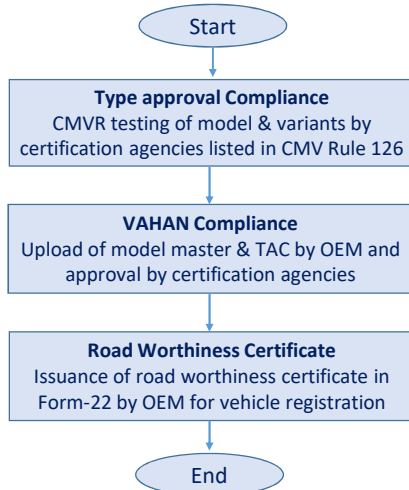 Start
Type approval Compliance
CMVR testing of model & variants by
certification agencies listed in CMV Rule 126
VAHAN Compliance
Upload of model master & TAC by OEM and
approval by certification agencies
Road Worthiness Certificate
Issuance of road worthiness certificate in
Form-22 by OEM for vehicle registration
End